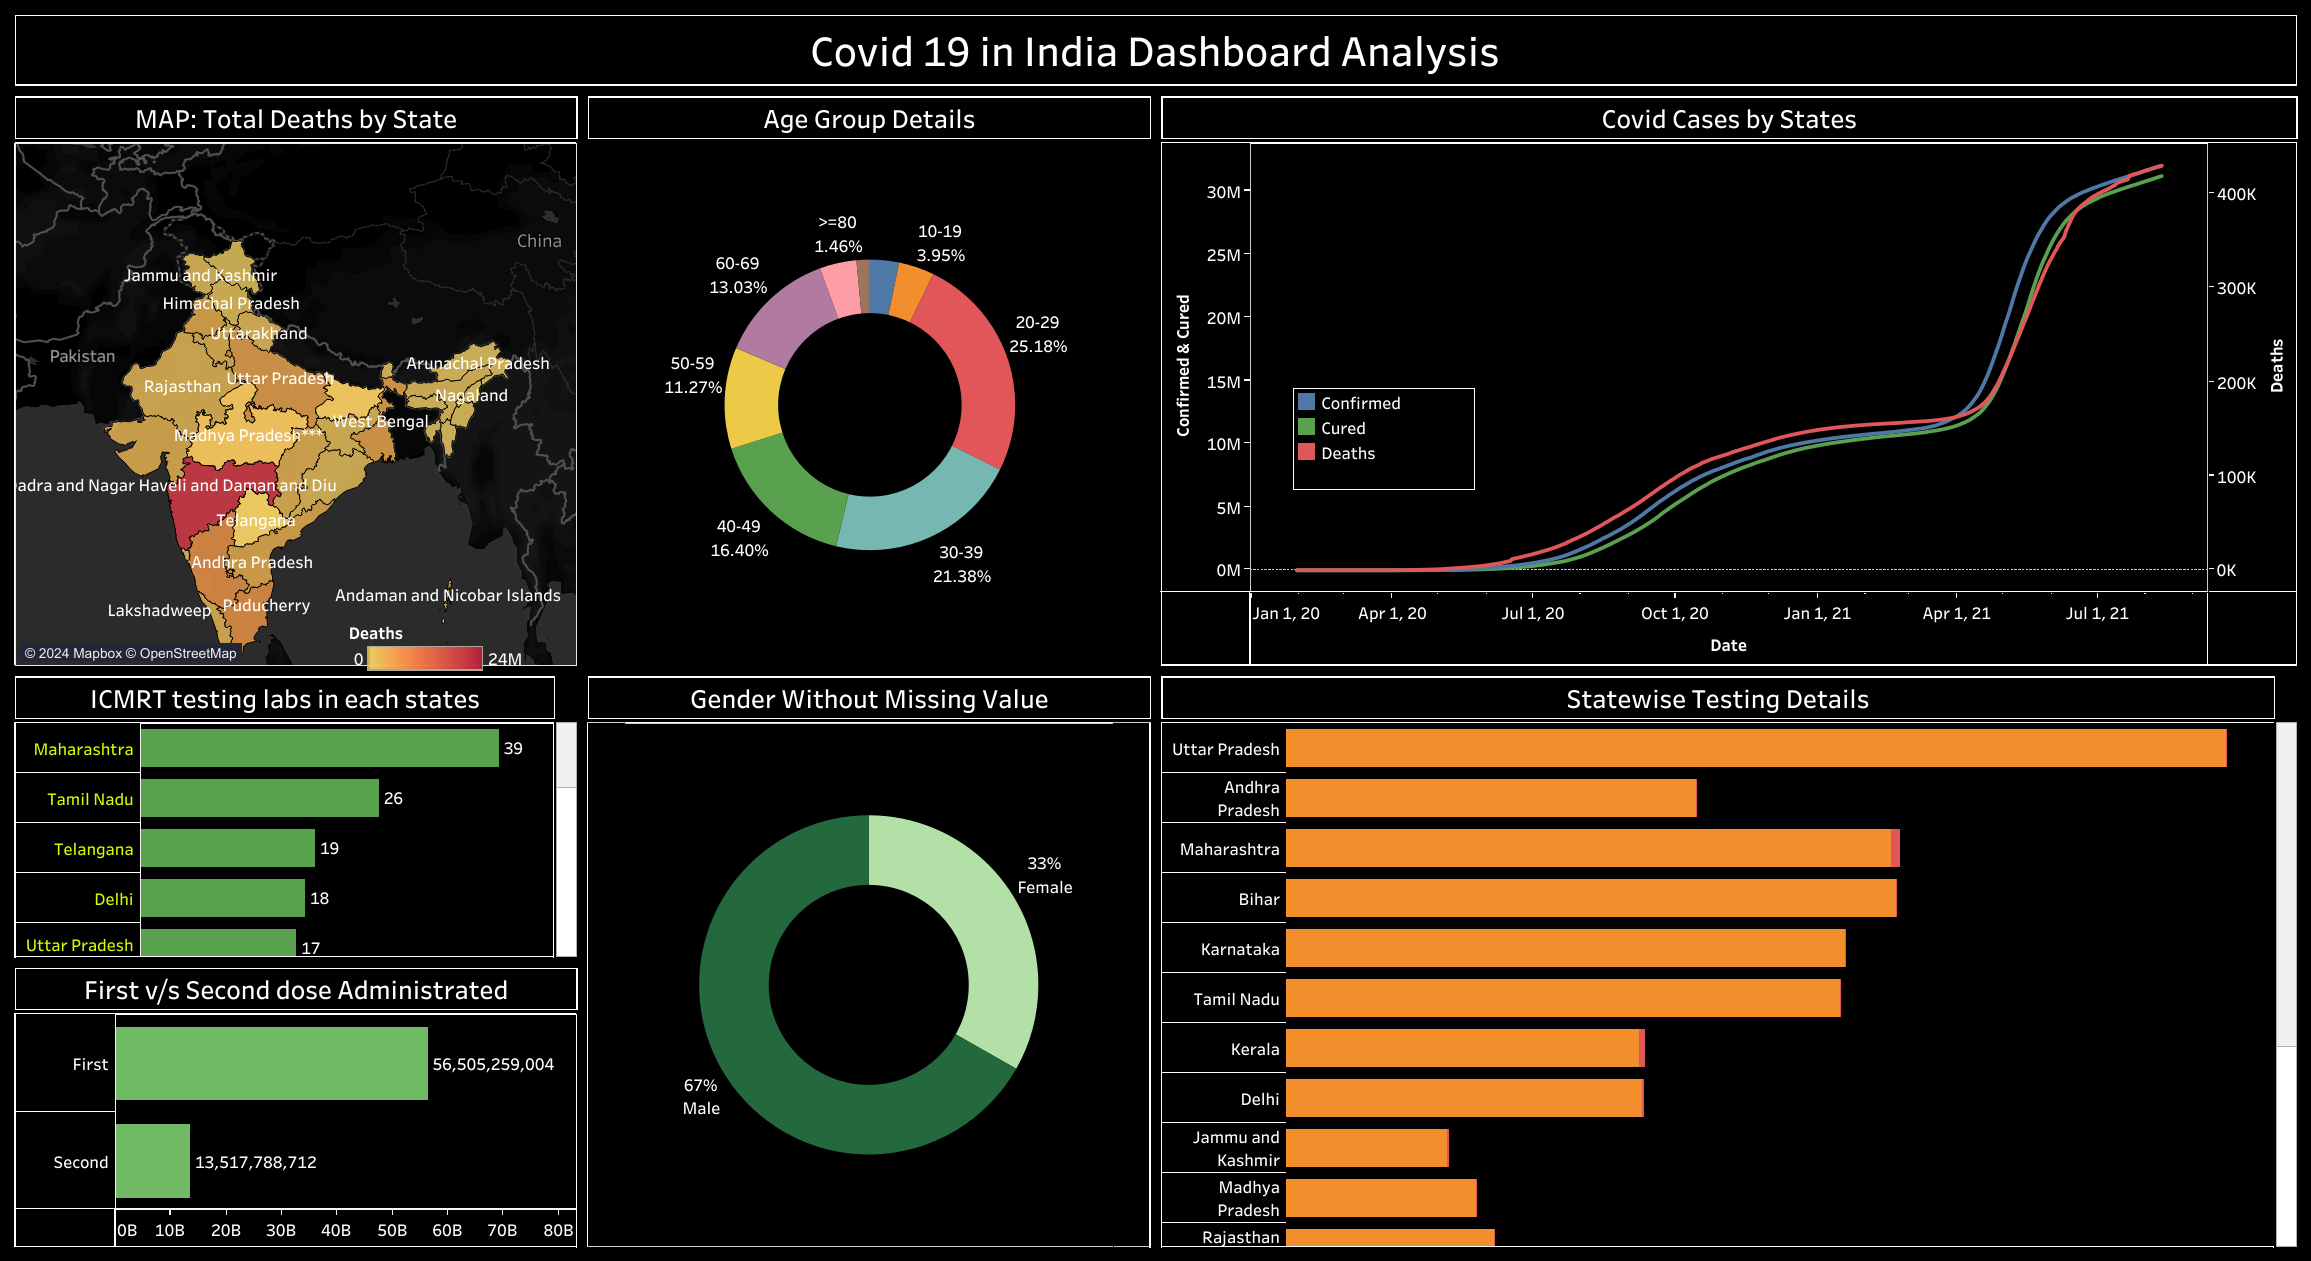 Covid 19 in India Dashboard Analysis
MAP: Total Deaths by State
China
Jammu and Kashmir
Himachal Pradesh
Uttarakhand
Pakistan
Arunachal Pradesh
Rajasthan
Uttar Pradesh
Nagaland
West Bengal
Madhya Pradesh***
adra and Nagar Haveli and Daman and Diu
Telangana
Andhra Pradesh
Andaman and Nicobar Islands
Lakshadweep
Puducherry
Deaths
0
24M
© 2024 Mapbox © OpenStreetMap
Age Group Details
>=80
1.46%
10-19
3.95%
60-69
13.03%
20-29
25.18%
50-59
11.27%
40-49
16.40%
30-39
21.38%
Covid Cases by States
Confirmed & Cured
30M
25M
20M
15M
10M
5M
0M
Confirmed
Cured
Deaths
400K
300K
200K
100K
0K
Deaths
Jan 1, 20
Apr 1, 20
Jul 1, 20
Oct 1, 20
Jan 1, 21
Apr 1, 21
Jul 1, 21
Date
ICMRT testing labs in each states
Maharashtra
39
Tamil Nadu
26
Telangana
19
Delhi
18
Uttar Pradesh
17
First v/s Second dose Administrated
First
56,505,259,004
Second
13,517,788,712
0B
10B
20B
30B
40B
50B
60B
70B
80B
Gender Without Missing Value
33%
Female
67%
Male
Statewise Testing Details
Uttar Pradesh
Andhra
Pradesh
Maharashtra
Bihar
Karnataka
Tamil Nadu
Kerala
Delhi
Jammu and
Kashmir
Madhya
Pradesh
Rajasthan